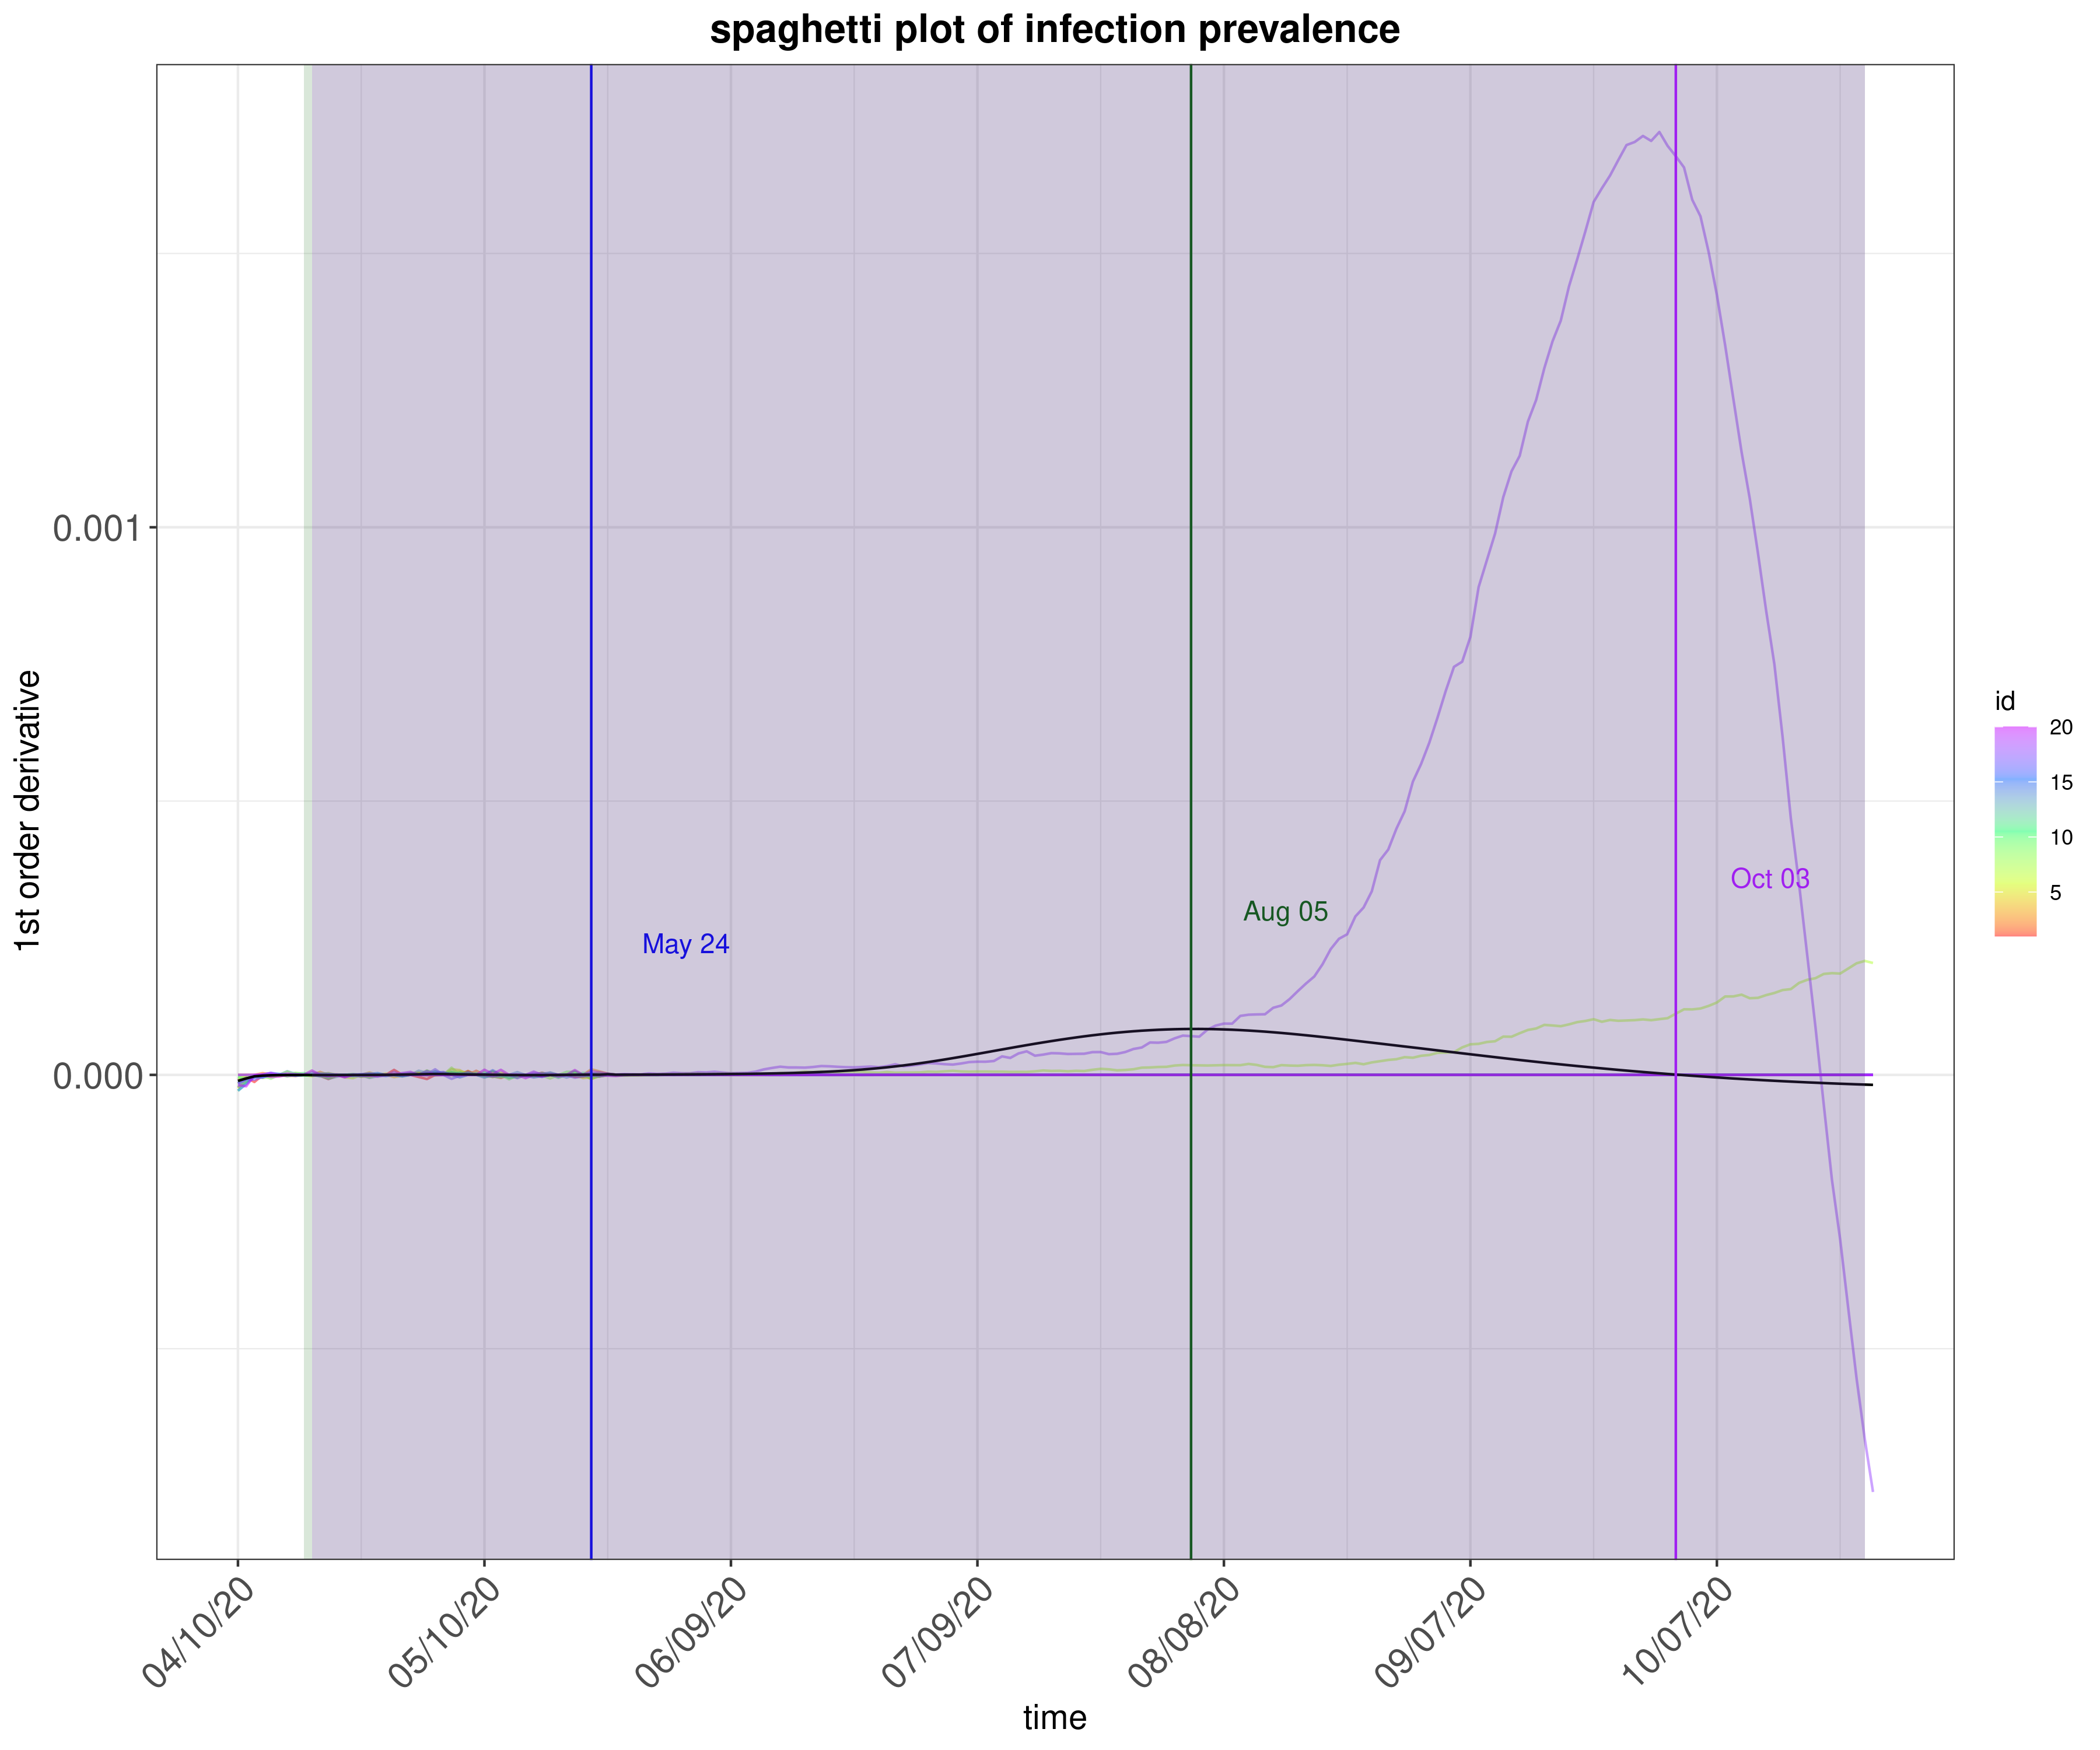 spaghetti plot of infection prevalence
1st order derivative
0.001
0.000
May 24
Aug 05
Oct 03
04/10/20
05/10/20
06/09/20
07/09/20
08/08/20
09/07/20
10/07/20
time
id
20
15
10
5